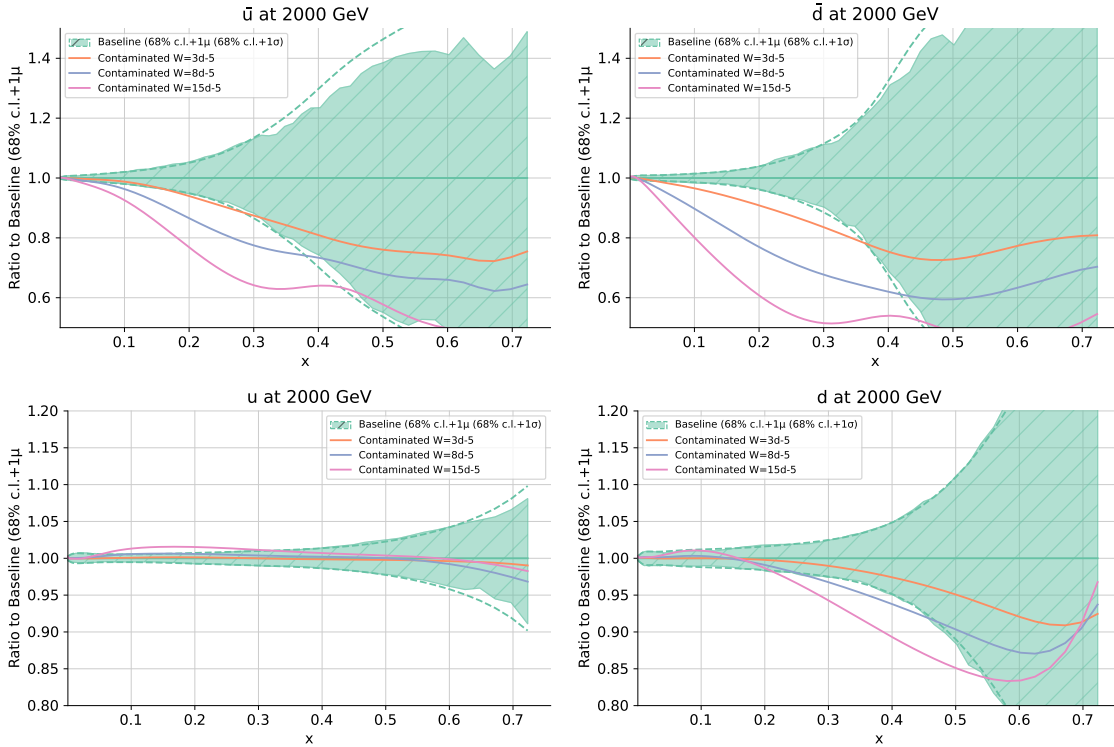 ū at 2000 GeV
Ratio to Baseline (68% c.l.+1μ
1.4
1.2
1.0
0.8
0.6
Baseline (68% c.l.+1μ (68% c.l.+1σ)
Contaminated W=3d-5
Contaminated W=8d-5
Contaminated W=15d-5
0.1 0.2 0.3 0.4 0.5 0.6 0.7
x
d̄ at 2000 GeV
Ratio to Baseline (68% c.l.+1μ
1.4
1.2
1.0
0.8
0.6
Baseline (68% c.l.+1μ (68% c.l.+1σ)
Contaminated W=3d-5
Contaminated W=8d-5
Contaminated W=15d-5
0.1 0.2 0.3 0.4 0.5 0.6 0.7
x
u at 2000 GeV
Ratio to Baseline (68% c.l.+1μ
1.20
1.15
1.10
1.05
1.00
0.95
0.90
0.85
0.80
Baseline (68% c.l.+1μ (68% c.l.+1σ)
Contaminated W=3d-5
Contaminated W=8d-5
Contaminated W=15d-5
0.1 0.2 0.3 0.4 0.5 0.6 0.7
x
d at 2000 GeV
Ratio to Baseline (68% c.l.+1μ
1.20
1.15
1.10
1.05
1.00
0.95
0.90
0.85
0.80
Baseline (68% c.l.+1μ (68% c.l.+1σ)
Contaminated W=3d-5
Contaminated W=8d-5
Contaminated W=15d-5
0.1 0.2 0.3 0.4 0.5 0.6 0.7
x